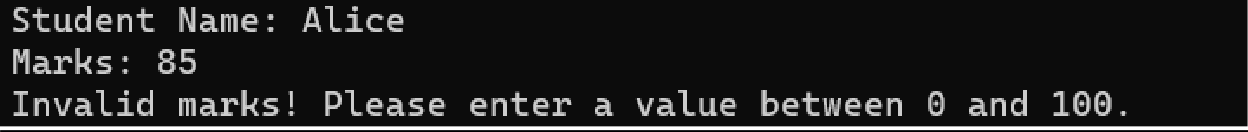 Student Name: Alice
Marks: 85
Invalid marks! Please enter a value between 0 and 100.